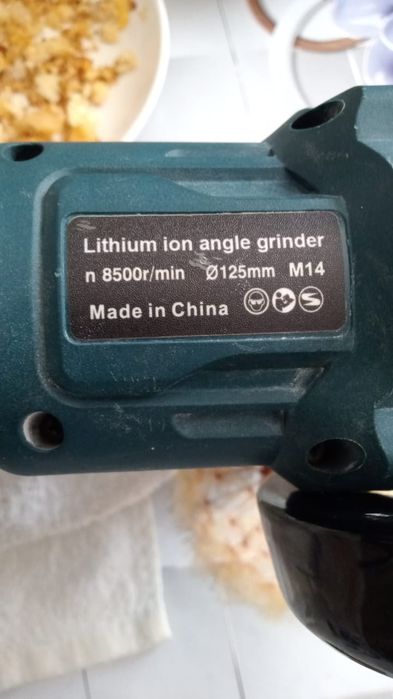 Lithium ion angle grinder
n 8500r/min Ø125mm M14
Made in China